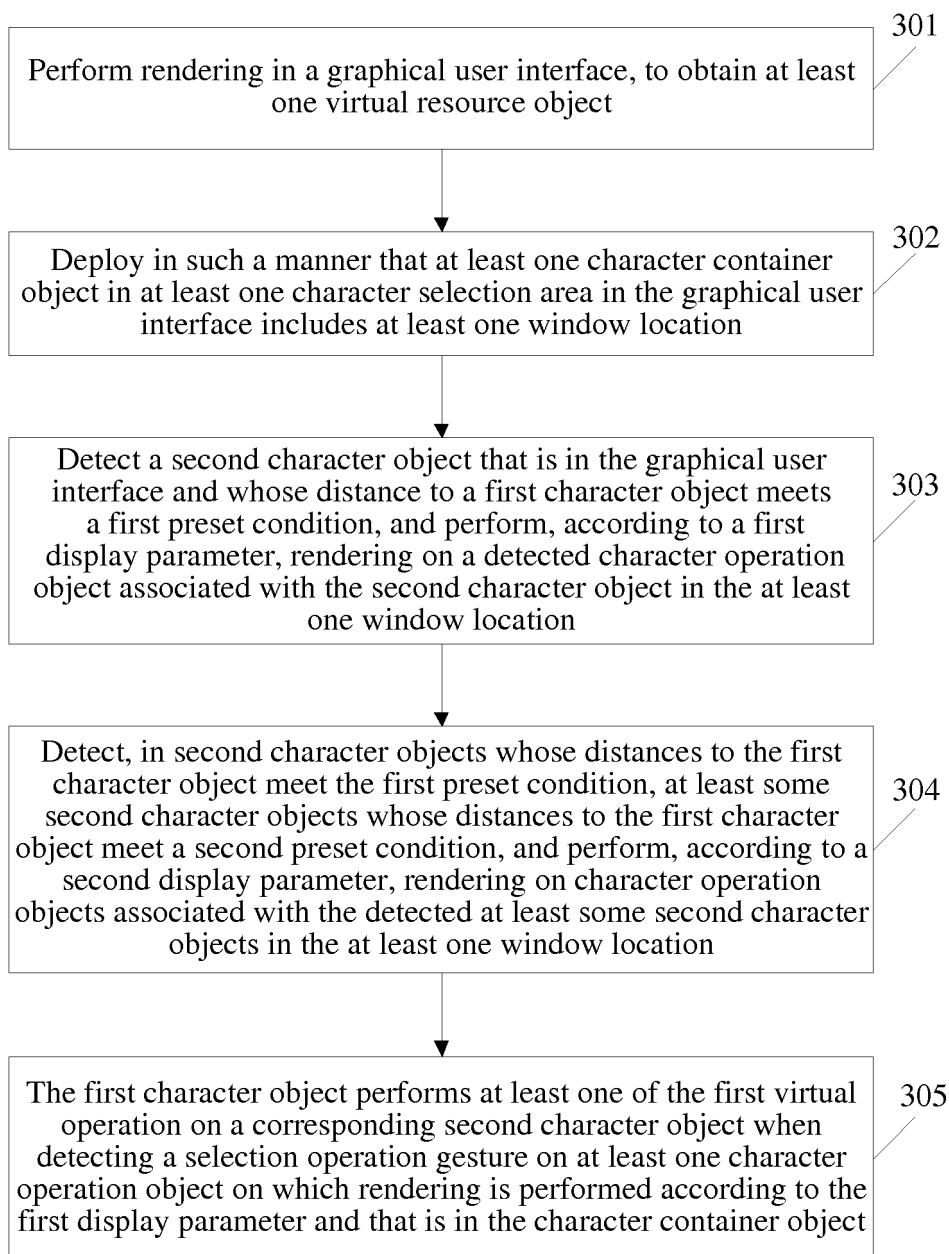 301
Perform rendering in a graphical user interface, to obtain at least
one virtual resource object
302
Deploy in such a manner that at least one character container
object in at least one character selection area in the graphical user
interface includes at least one window location
Detect a second character object that is in the graphical user
interface and whose distance to a first character object meets
303
a first preset condition, and perform, according to a first
display parameter, rendering on a detected character operation
object associated with the second character object in the at least
one window location
Detect, in second character objects whose distances to the first
character object meet the first preset condition, at least some
304
second character objects whose distances to the first character
object meet a second preset condition, and perform, according to a
second display parameter, rendering on character operation
objects associated with the detected at least some second character
objects in the at least one window location
The first character object performs at least one of the first virtual
305
operation on a corresponding second character object when
detecting a selection operation gesture on at least one character
operation object on which rendering is performed according to the
first display parameter and that is in the character container object